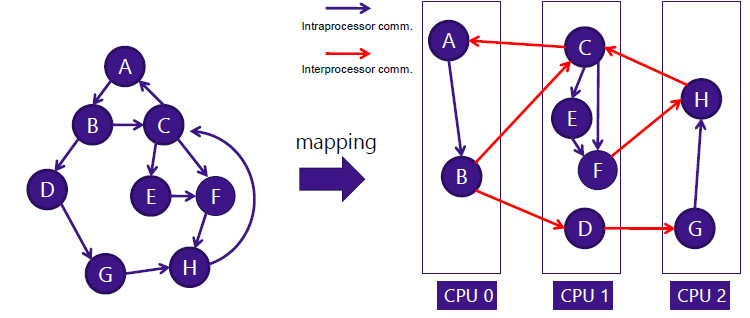 Intraprocessor comm.
Interprocessor comm.
mapping
A
B
C
D
E
F
G
H
A
C
E
H
B
F
D
G
CPU 0
CPU 1
CPU 2